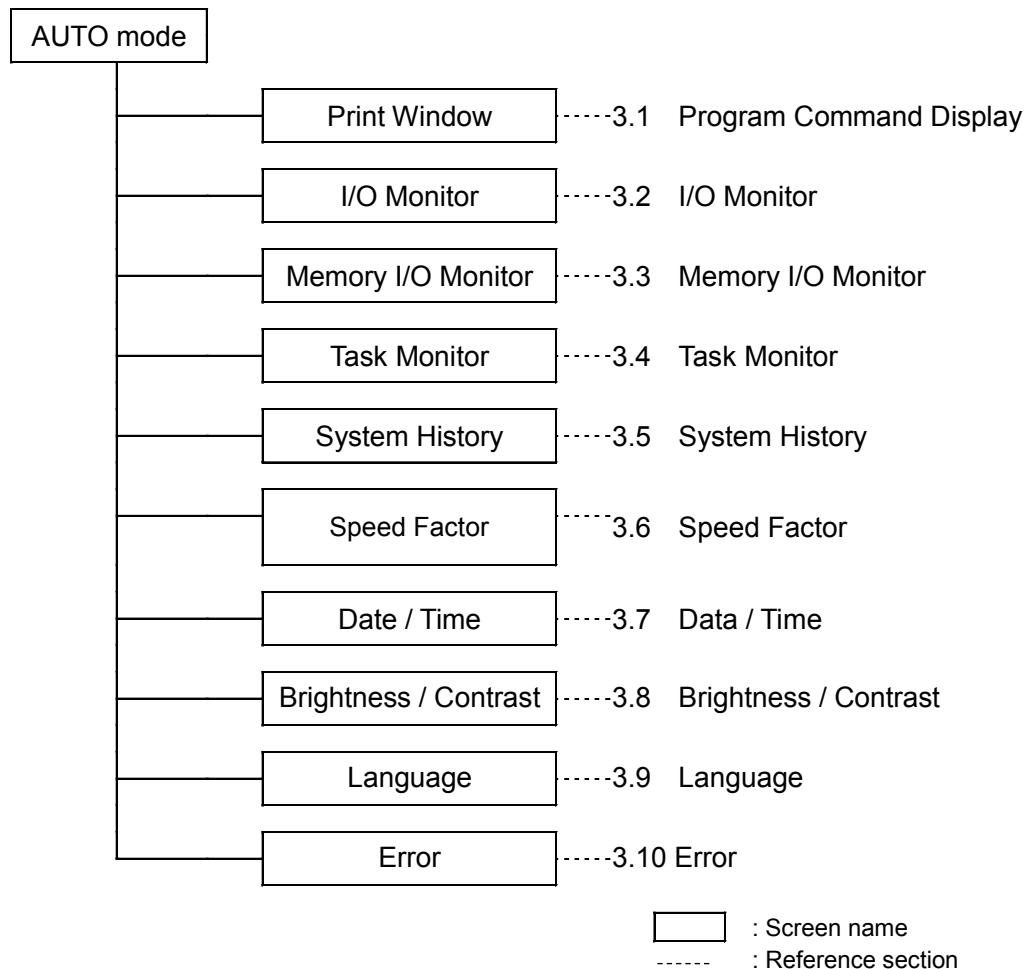 AUTO mode
Print Window 3.1 Program Command Display
I/O Monitor 3.2 I/O Monitor
Memory I/O Monitor 3.3 Memory I/O Monitor
Task Monitor 3.4 Task Monitor
System History 3.5 System History
Speed Factor 3.6 Speed Factor
Date / Time 3.7 Data / Time
Brightness / Contrast 3.8 Brightness / Contrast
Language 3.9 Language
Error 3.10 Error
: Screen name
: Reference section